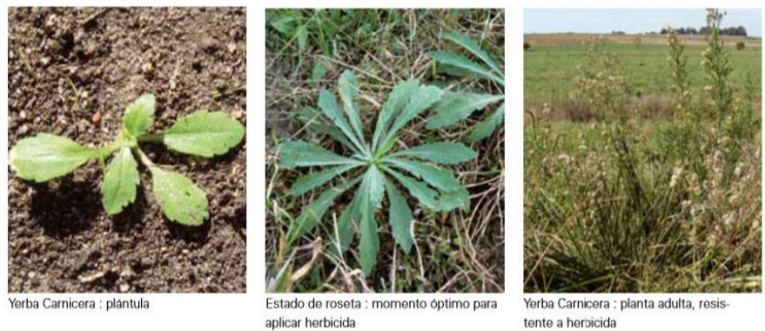 Yerba Carnicera : plántula
Estado de roseta : momento óptimo para
aplicar herbicida
Yerba Carnicera : planta adulta, resis-
tente a herbicida